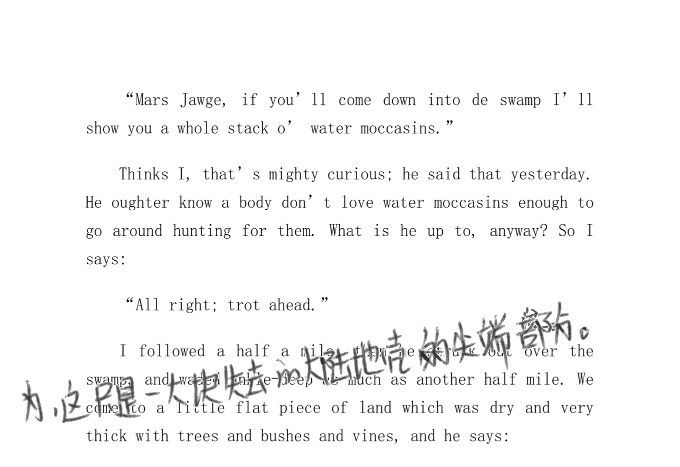 “Mars Jawge, if you’ll come down into de swamp I’ll
show you a whole stack o’ water moccasins.”
Thinks I, that’s mighty curious; he said that yesterday.
He oughter know a body don’t love water moccasins enough to
go around hunting for them. What is he up to, anyway? So I
says:
“All right; trot ahead.”
I followed a half a mile; then he struck out over the
swamp, and waded ankle-deep as much as another half mile. We
come to a little flat piece of land which was dry and very
thick with trees and bushes and vines, and he says:
为,这只是一大块失去的大陆地壳的尖端部分。